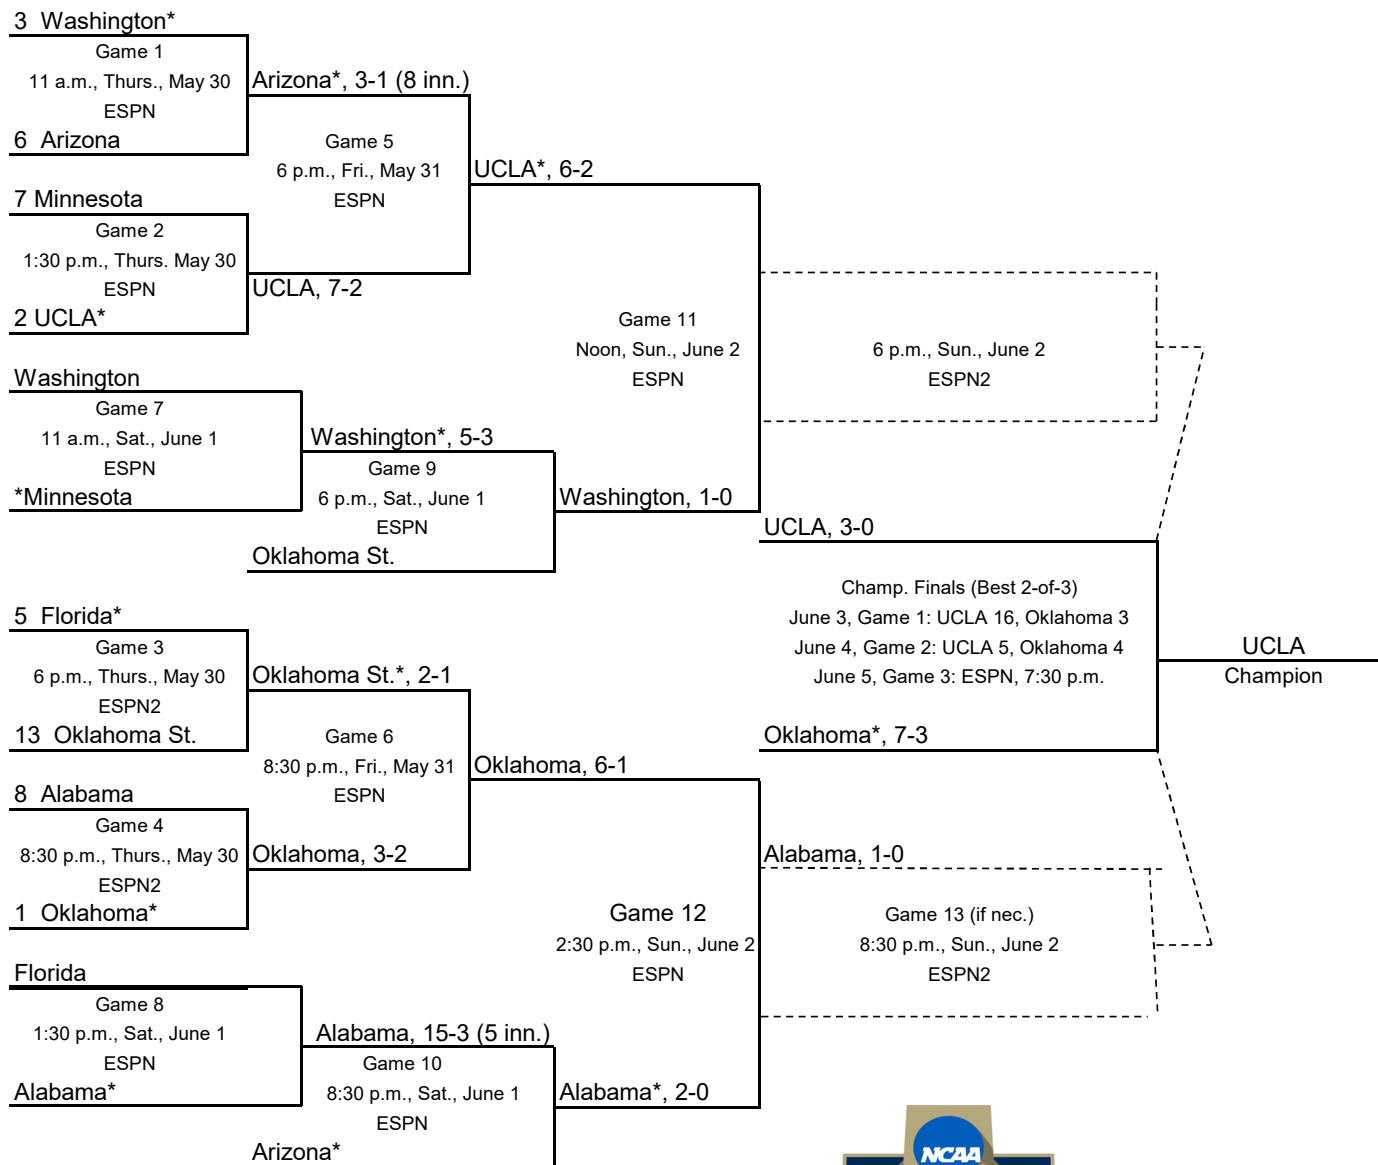 3 Washington*
Game 1
11 a.m., Thurs., May 30
ESPN
6 Arizona
Arizona*, 3-1 (8 inn.)
Game 5
6 p.m., Fri., May 31
ESPN
7 Minnesota
Game 2
1:30 p.m., Thurs. May 30
ESPN
2 UCLA*
UCLA, 7-2
UCLA*, 6-2
Game 11
Noon, Sun., June 2
ESPN
6 p.m., Sun., June 2
ESPN2
Washington
Game 7
11 a.m., Sat., June 1
ESPN
*Minnesota
Washington*, 5-3
Game 9
6 p.m., Sat., June 1
ESPN
Oklahoma St.
Washington, 1-0
UCLA, 3-0
Champ. Finals (Best 2-of-3)
June 3, Game 1: UCLA 16, Oklahoma 3
June 4, Game 2: UCLA 5, Oklahoma 4
June 5, Game 3: ESPN, 7:30 p.m.
Oklahoma*, 7-3
UCLA
Champion
5 Florida*
Game 3
6 p.m., Thurs., May 30
ESPN2
13 Oklahoma St.
Oklahoma St.*, 2-1
Game 6
8:30 p.m., Fri., May 31
ESPN
8 Alabama
Game 4
8:30 p.m., Thurs., May 30
ESPN2
1 Oklahoma*
Oklahoma, 3-2
Oklahoma, 6-1
Game 12
2:30 p.m., Sun., June 2
ESPN
Alabama, 1-0
Game 13 (if nec.)
8:30 p.m., Sun., June 2
ESPN2
Florida
Game 8
1:30 p.m., Sat., June 1
ESPN
Alabama*
Alabama, 15-3 (5 inn.)
Game 10
8:30 p.m., Sat., June 1
ESPN
Arizona*
Alabama*, 2-0
NCAA